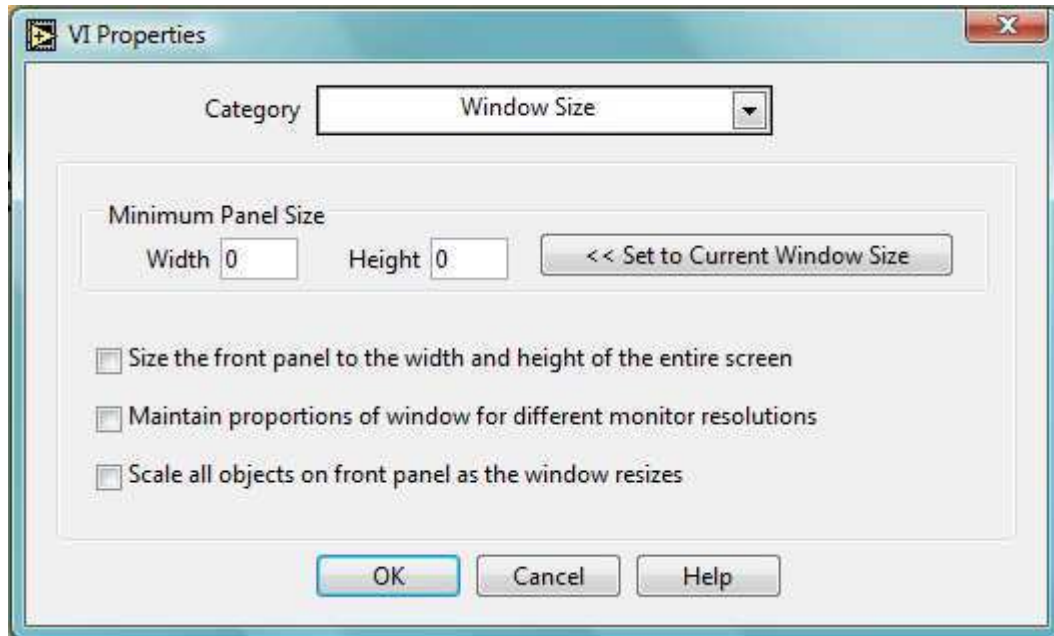 VI Properties
Category Window Size
Minimum Panel Size
Width 0 Height 0 << Set to Current Window Size
Size the front panel to the width and height of the entire screen
Maintain proportions of window for different monitor resolutions
Scale all objects on front panel as the window resizes
OK Cancel Help